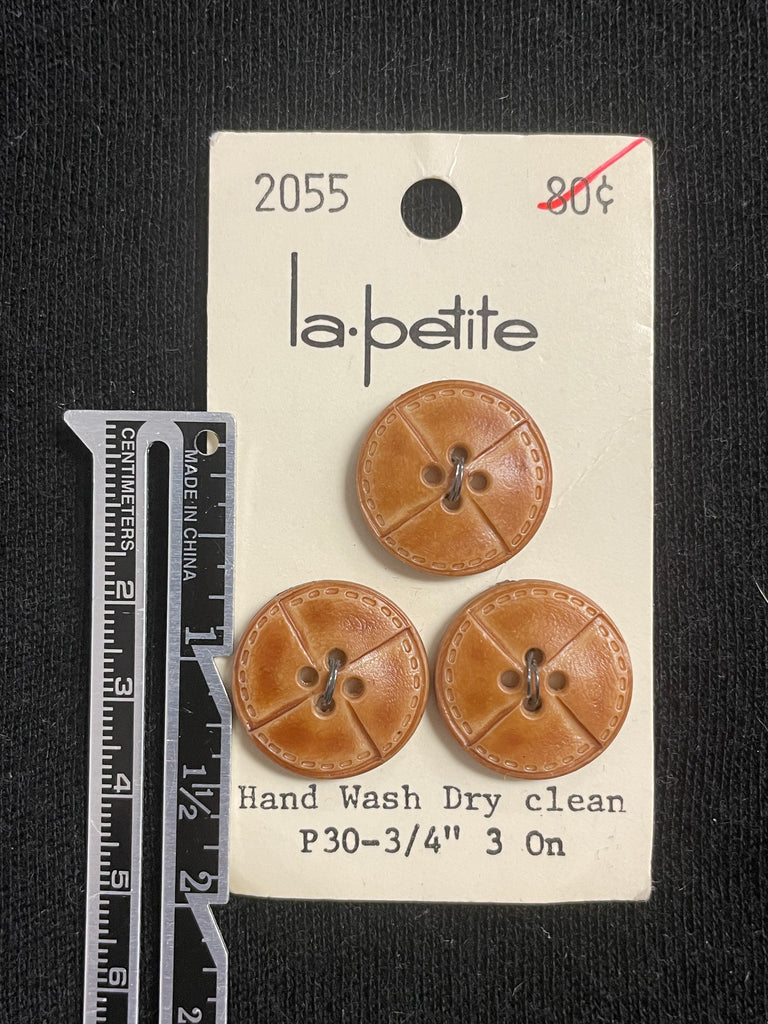 2055
80¢
la·petite
CENTIMETERS
2
3
4
5
6
MADE IN CHINA
1
1½
2
2
Hand Wash Dry clean
P30-3/4" 3 On